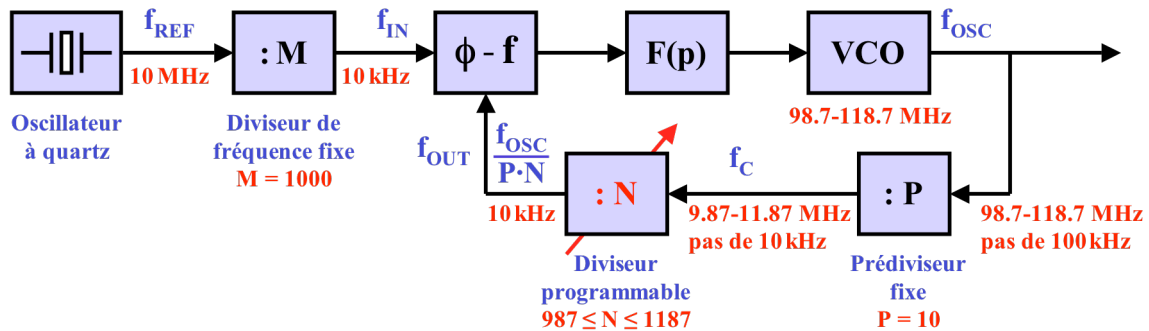 f_REF
f_IN
f_OSC
: M
ϕ - f
F(p)
VCO
10 MHz
10 kHz
98.7-118.7 MHz
Oscillateur
à quartz
Diviseur de
fréquence fixe
M = 1000
f_OUT
f_OSC
P·N
f_C
: N
: P
10 kHz
9.87-11.87 MHz
pas de 10 kHz
98.7-118.7 MHz
pas de 100 kHz
Diviseur
programmable
987 ≤ N ≤ 1187
Prédiviseur
fixe
P = 10